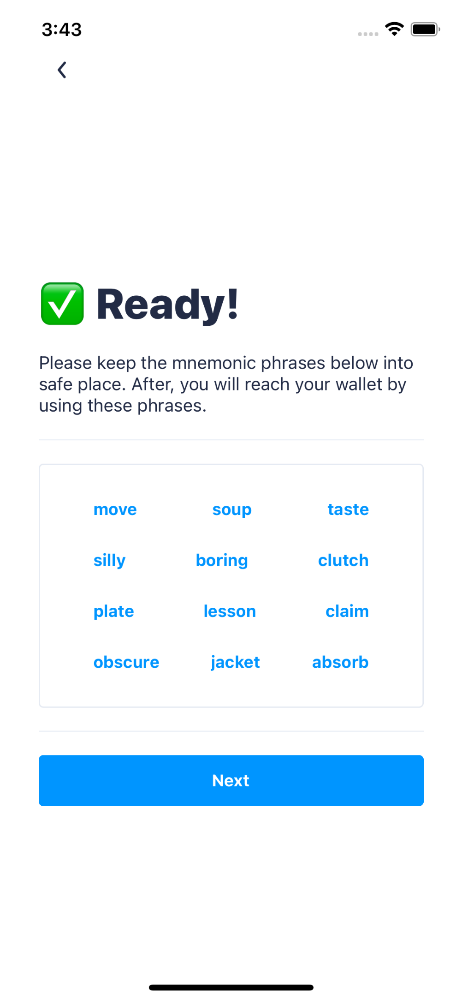 3:43
✅ Ready!
Please keep the mnemonic phrases below into
safe place. After, you will reach your wallet by
using these phrases.
move soup taste
silly boring clutch
plate lesson claim
obscure jacket absorb
Next